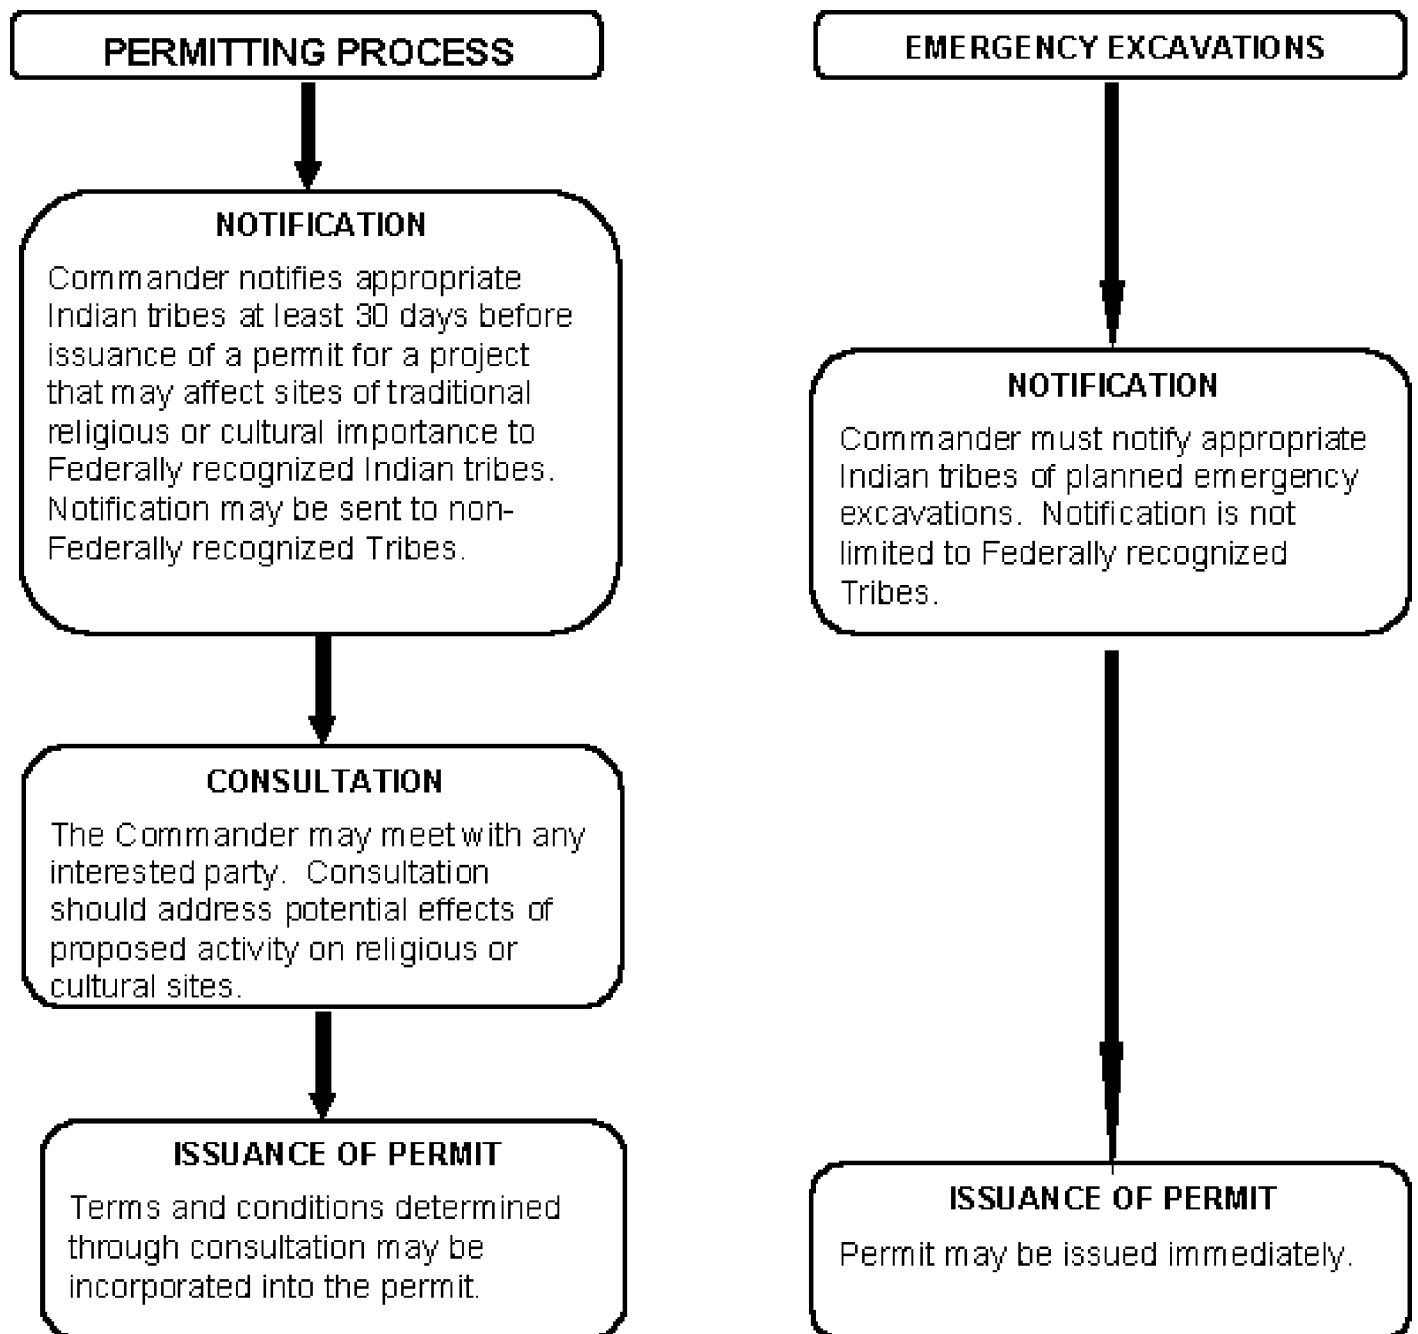 PERMITTING PROCESS
NOTIFICATION
Commander notifies appropriate
Indian tribes at least 30 days before
issuance of a permit for a project
that may affect sites of traditional
religious or cultural importance to
Federally recognized Indian tribes.
Notification may be sent to non-
Federally recognized Tribes.
CONSULTATION
The Commander may meet with any
interested party.  Consultation
should address potential effects of
proposed activity on religious or
cultural sites.
ISSUANCE OF PERMIT
Terms and conditions determined
through consultation may be
incorporated into the permit.
EMERGENCY EXCAVATIONS
NOTIFICATION
Commander must notify appropriate
Indian tribes of planned emergency
excavations.  Notification is not
limited to Federally recognized
Tribes.
ISSUANCE OF PERMIT
Permit may be issued immediately.